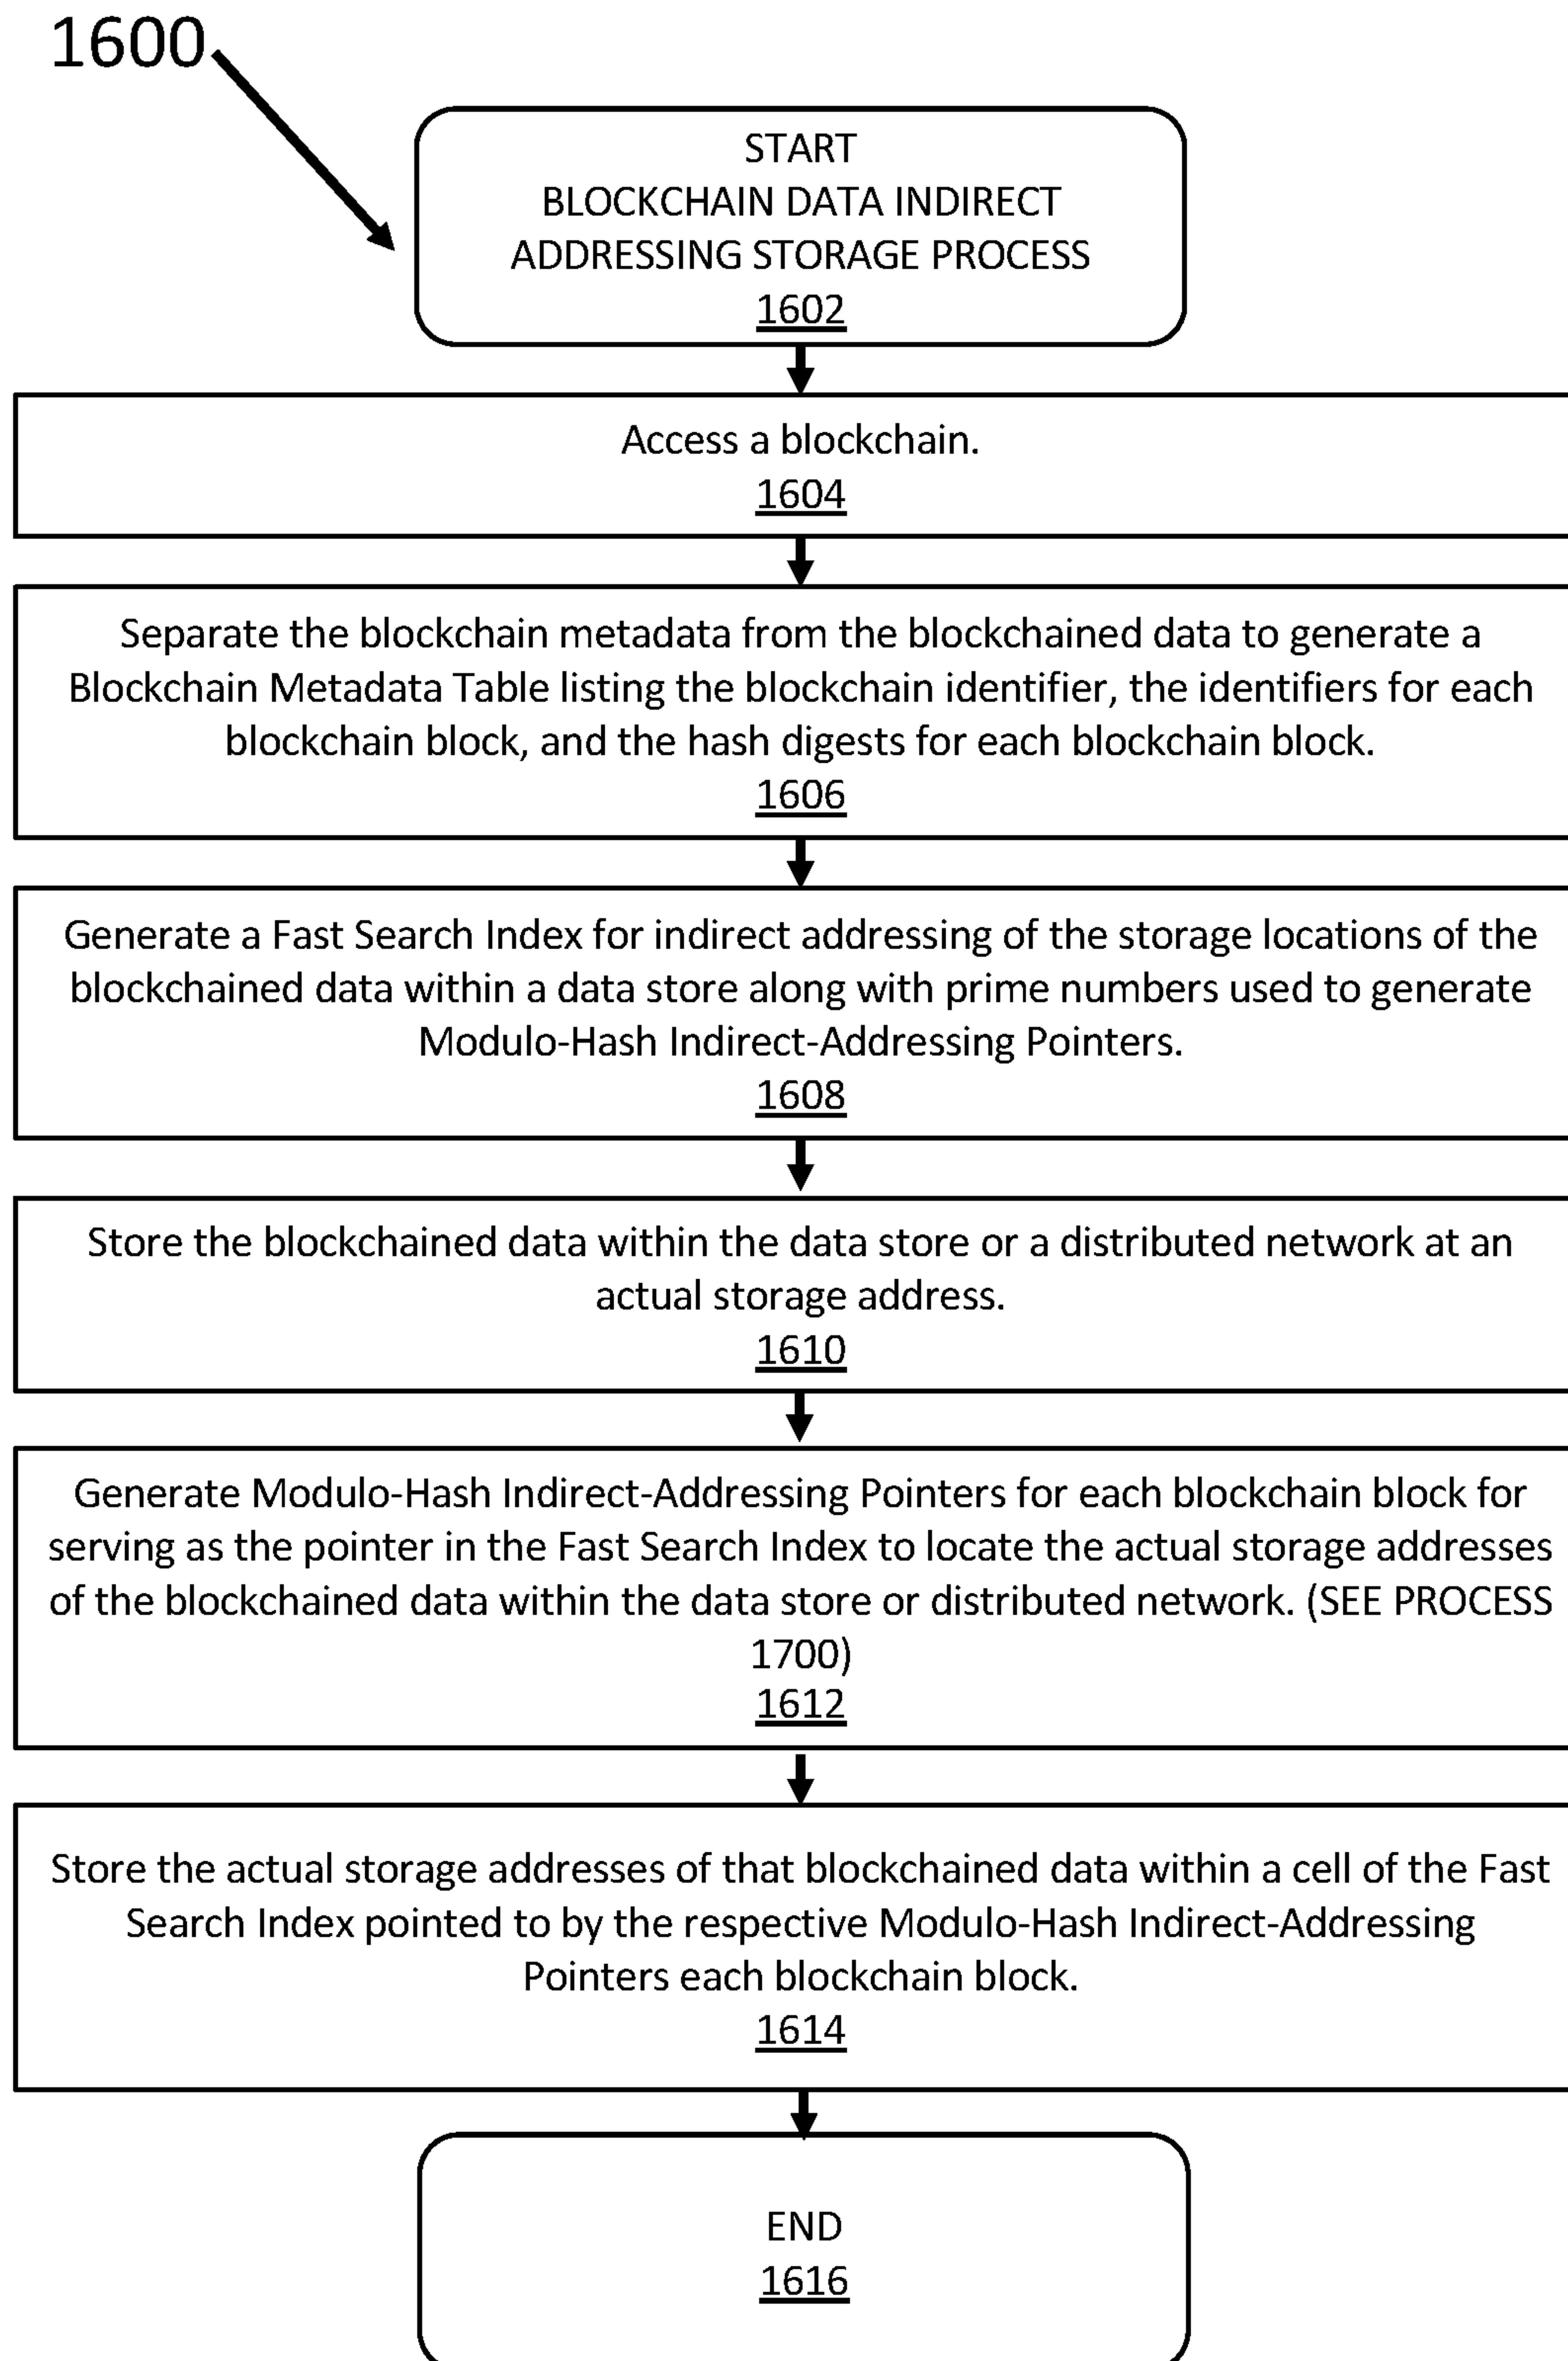 1600
START
BLOCKCHAIN DATA INDIRECT
ADDRESSING STORAGE PROCESS
1602
Access a blockchain.
1604
Separate the blockchain metadata from the blockchained data to generate a
Blockchain Metadata Table listing the blockchain identifier, the identifiers for each
blockchain block, and the hash digests for each blockchain block.
1606
Generate a Fast Search Index for indirect addressing of the storage locations of the
blockchained data within a data store along with prime numbers used to generate
Modulo-Hash Indirect-Addressing Pointers.
1608
Store the blockchained data within the data store or a distributed network at an
actual storage address.
1610
Generate Modulo-Hash Indirect-Addressing Pointers for each blockchain block for
serving as the pointer in the Fast Search Index to locate the actual storage addresses
of the blockchained data within the data store or distributed network. (SEE PROCESS
1700)
1612
Store the actual storage addresses of that blockchained data within a cell of the Fast
Search Index pointed to by the respective Modulo-Hash Indirect-Addressing
Pointers each blockchain block.
1614
END
1616